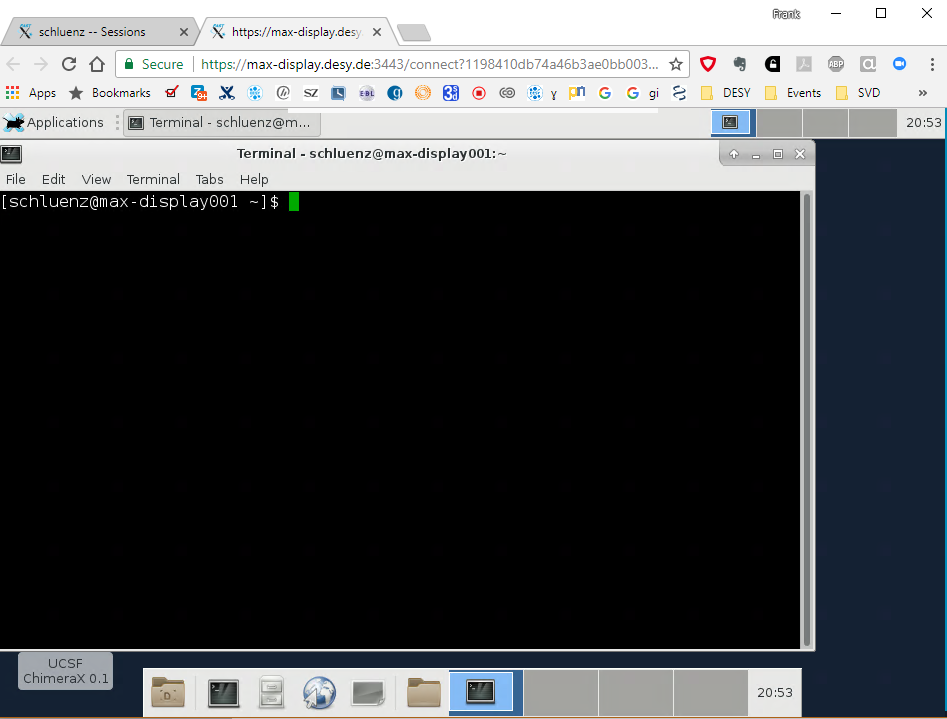 Frank
schluenz -- Sessions
https://max-display.desy
Secure
https://max-display.desy.de:3443/connect?1198410db74a46b3ae0bb003...
ABP
Apps
Bookmarks
SZ
EBL
γ
gi
DESY
Events
SVD
»
Applications
Terminal - schluenz@m...
20:53
Terminal - schluenz@max-display001:~
File Edit View Terminal Tabs Help
[schluenz@max-display001 ~]$
UCSF
ChimeraX 0.1
20:53